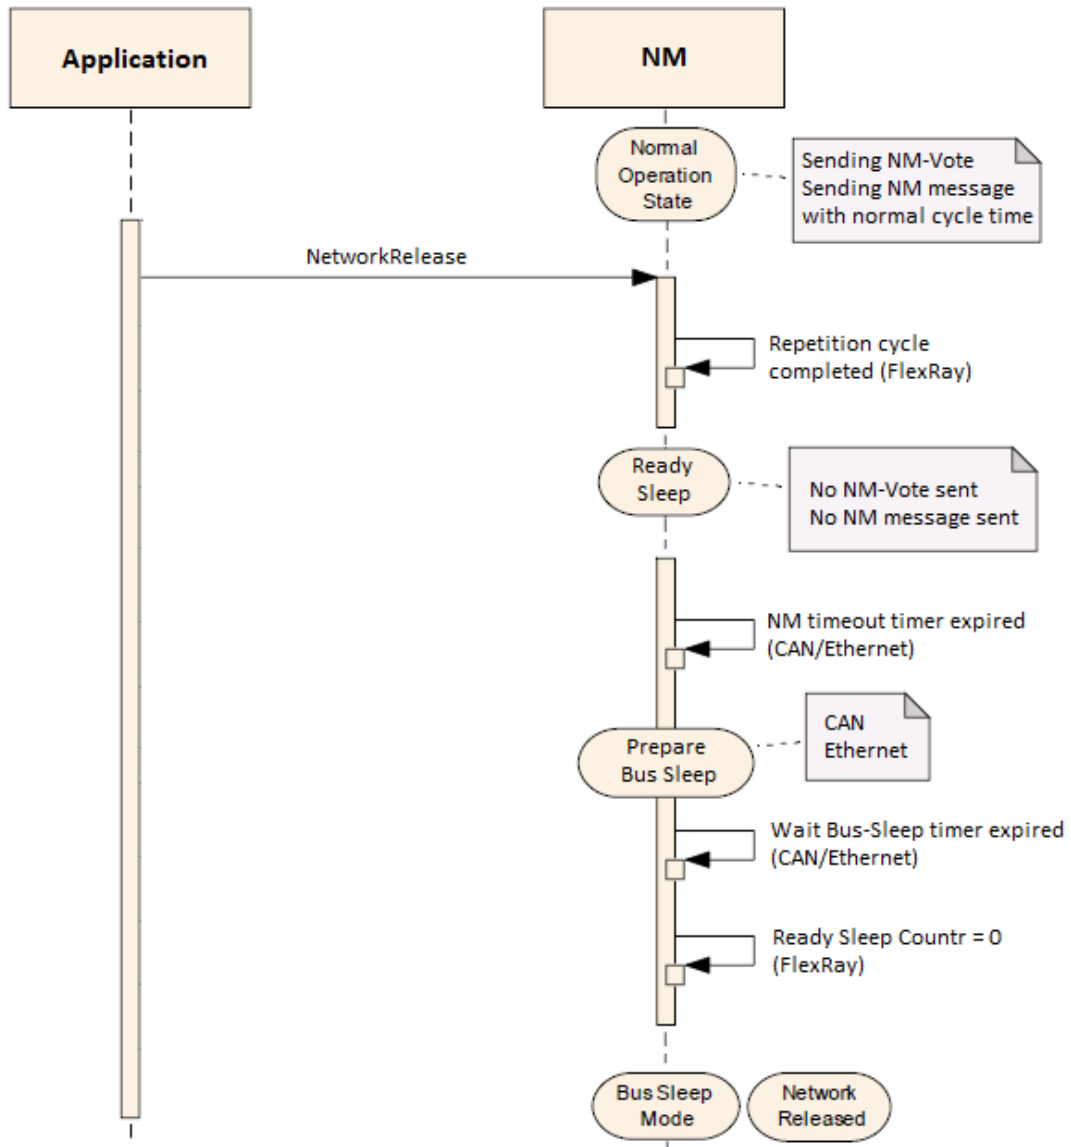 Application
NM
Normal
Operation
State
Sending NM-Vote
Sending NM message
with normal cycle time
NetworkRelease
Repetition cycle
completed (FlexRay)
Ready
Sleep
No NM-Vote sent
No NM message sent
NM timeout timer expired
(CAN/Ethernet)
Prepare
Bus Sleep
CAN
Ethernet
Wait Bus-Sleep timer expired
(CAN/Ethernet)
Ready Sleep Countr = 0
(FlexRay)
Bus Sleep
Mode
Network
Released